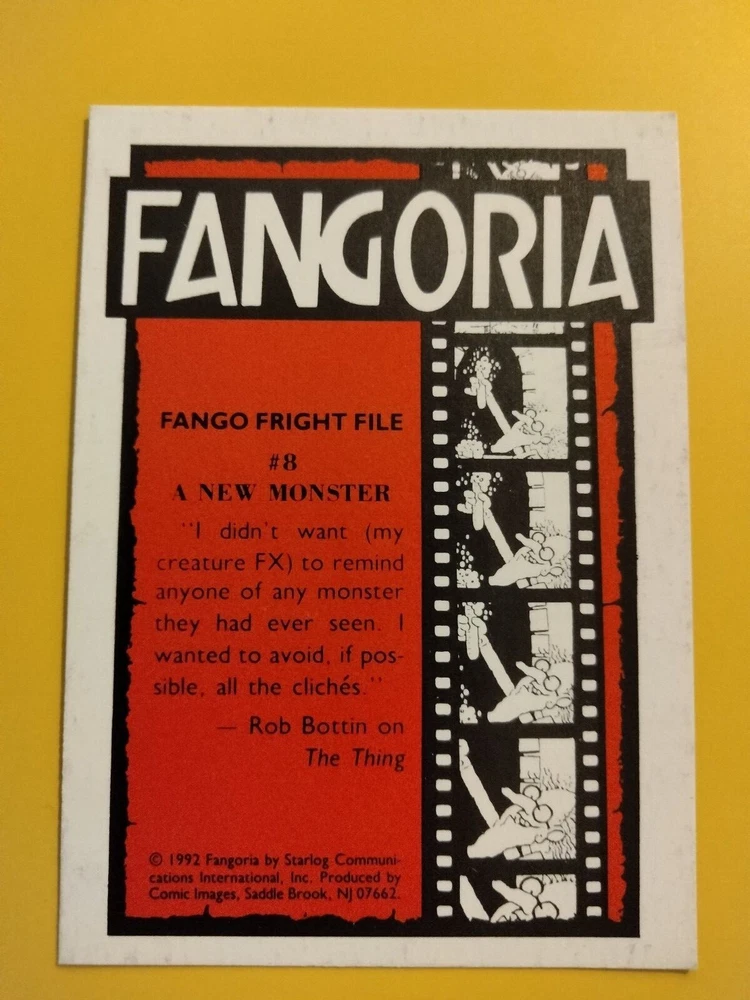 FANGORIA
FANGO FRIGHT FILE
#8
A NEW MONSTER
"I didn't want (my
creature FX) to remind
anyone of any monster
they had ever seen. I
wanted to avoid, if pos-
sible, all the clichés."
— Rob Bottin on
The Thing
© 1992 Fangoria by Starlog Communi-
cations International, Inc. Produced by
Comic Images, Saddle Brook, NJ 07662.